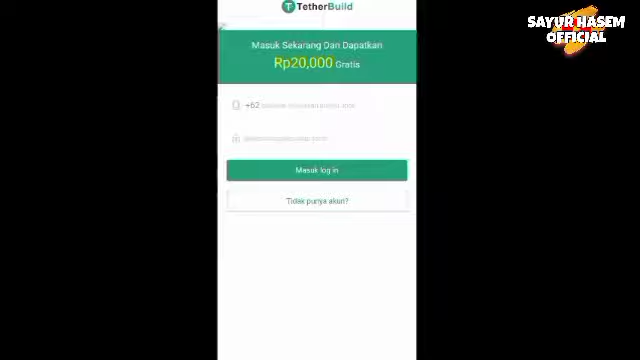 TetherBuild
SAYUR HASEM
OFFICIAL
Masuk Sekarang Dan Dapatkan
Rp20,000 Gratis
+62
Masuk log in
Tidak punya akun?